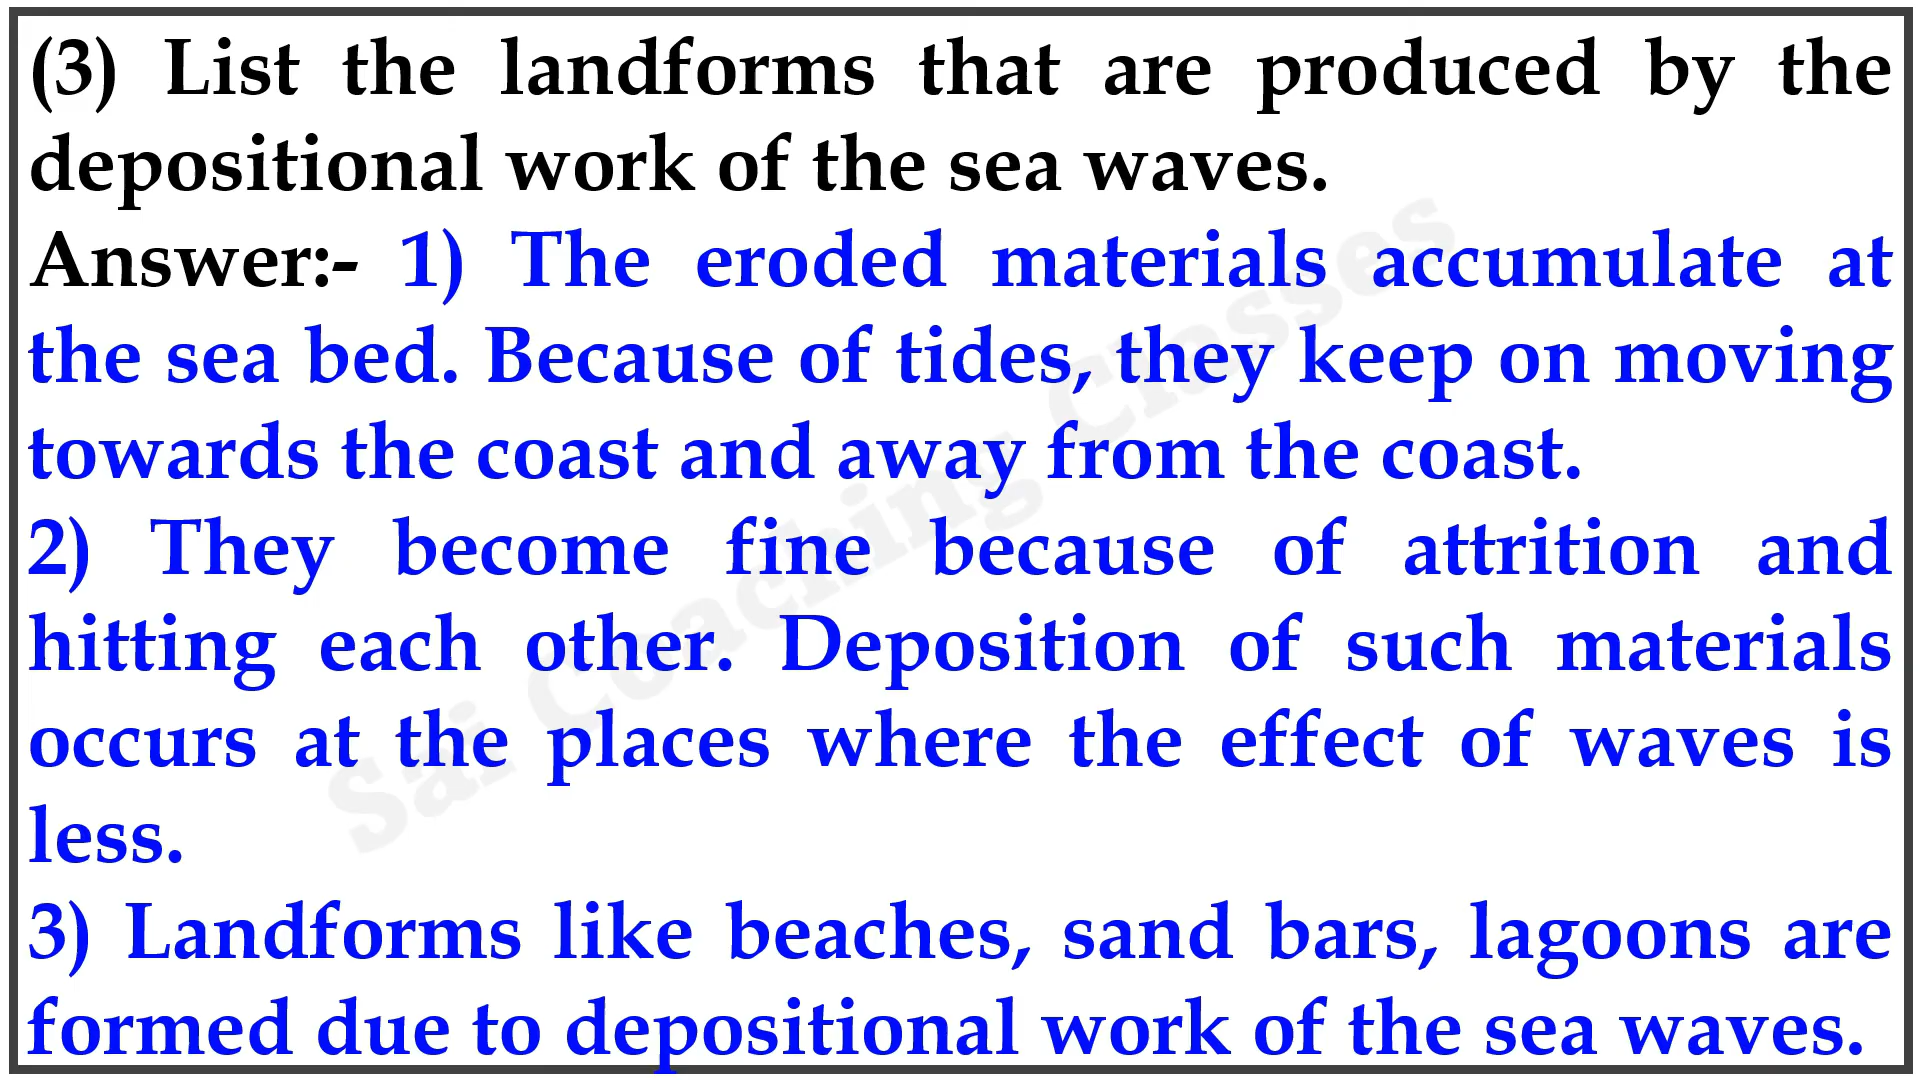 (3) List the landforms that are produced by the
depositional work of the sea waves.
Answer:- 1) The eroded materials accumulate at
the sea bed. Because of tides, they keep on moving
towards the coast and away from the coast.
2) They become fine because of attrition and
hitting each other. Deposition of such materials
occurs at the places where the effect of waves is
less.
3) Landforms like beaches, sand bars, lagoons are
formed due to depositional work of the sea waves.
Sai Coaching Classes